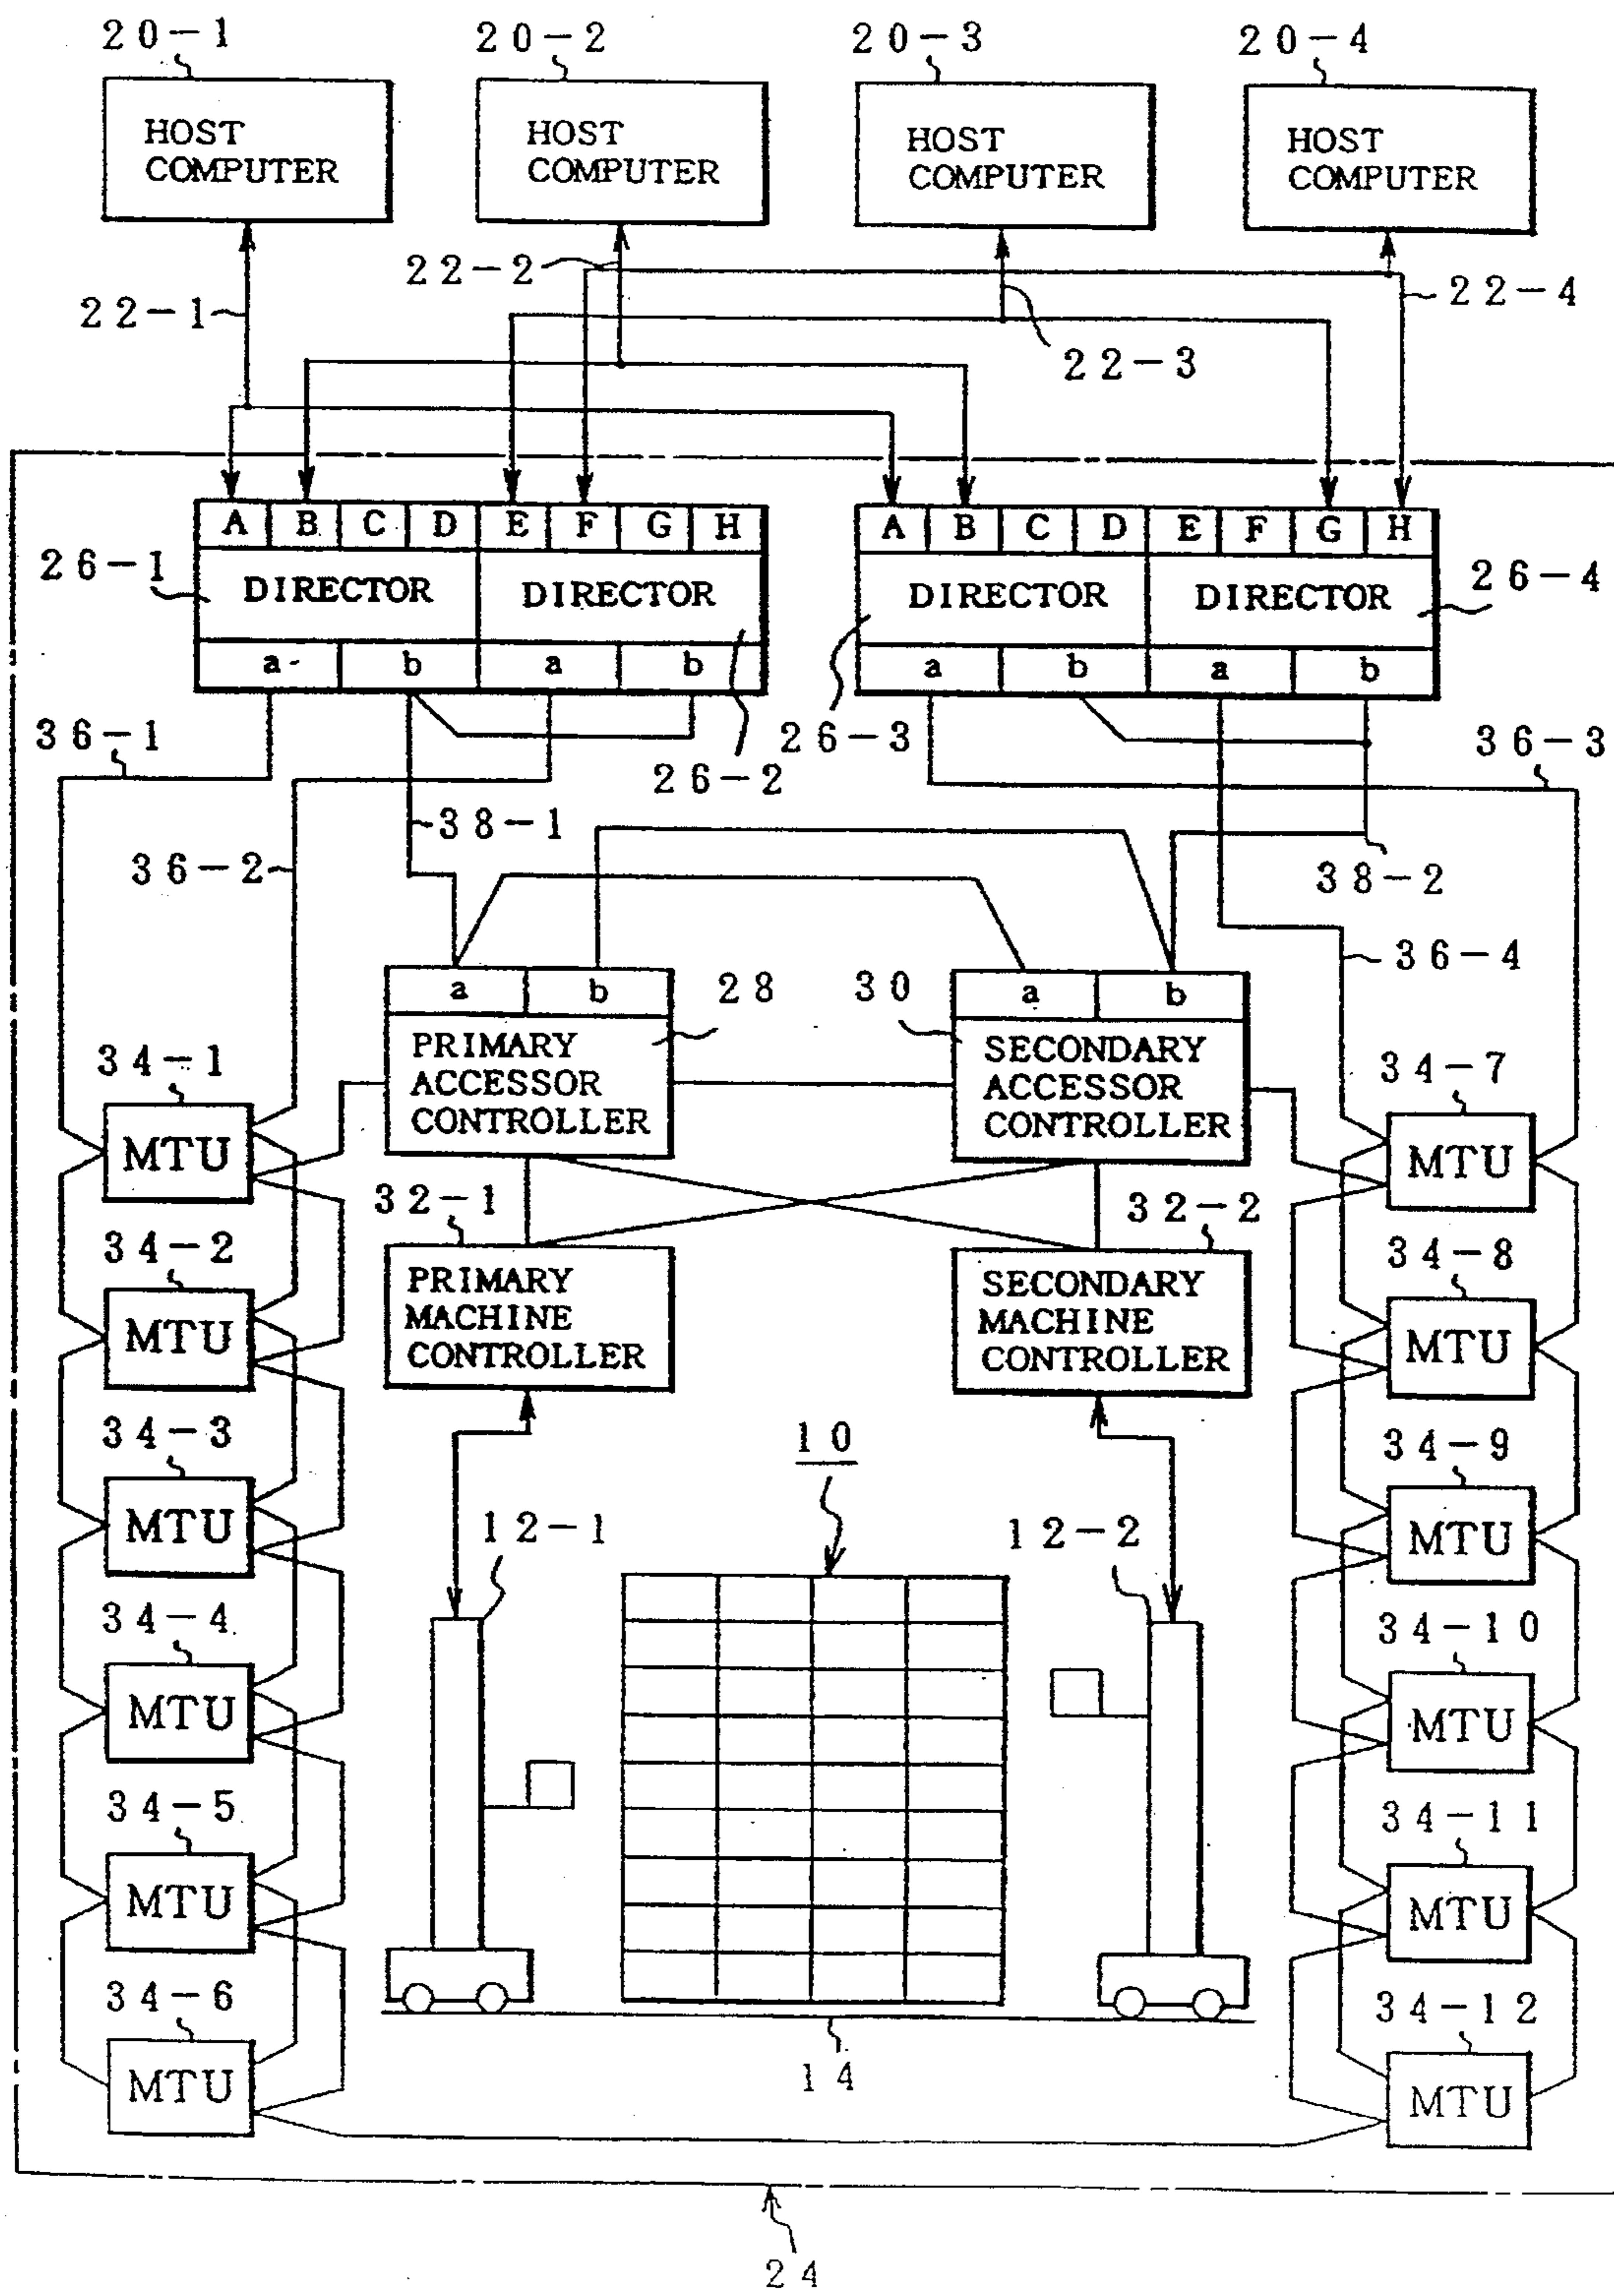 20-1
20-2
20-3
20-4
HOST
COMPUTER
HOST
COMPUTER
HOST
COMPUTER
HOST
COMPUTER
22-1
22-2
22-3
22-4
A B C D E F G H
A B C D E F G H
26-1
DIRECTOR
DIRECTOR
DIRECTOR
DIRECTOR
26-4
a b a b
a b a b
36-1
26-2
26-3
36-3
38-1
36-2
38-2
36-4
a b
28
30
a b
PRIMARY
ACCESSOR
CONTROLLER
SECONDARY
ACCESSOR
CONTROLLER
34-1
MTU
34-7
MTU
32-1
32-2
34-2
MTU
34-8
MTU
PRIMARY
MACHINE
CONTROLLER
SECONDARY
MACHINE
CONTROLLER
34-3
MTU
10
34-9
MTU
12-1
12-2
34-4
MTU
34-10
MTU
34-5
MTU
34-11
MTU
34-6
MTU
34-12
MTU
14
24